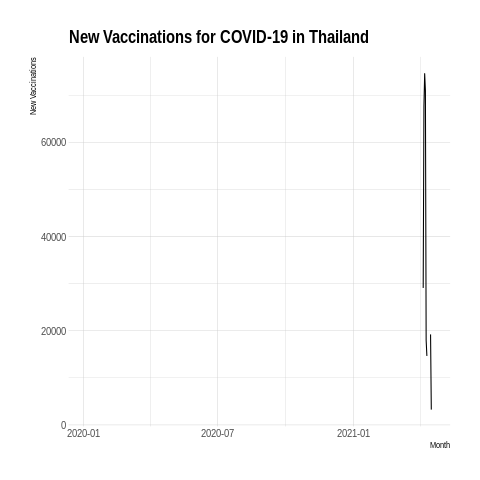 New Vaccinations for COVID-19 in Thailand
New Vaccinations
60000
40000
20000
0
2020-01 2020-07 2021-01
Month